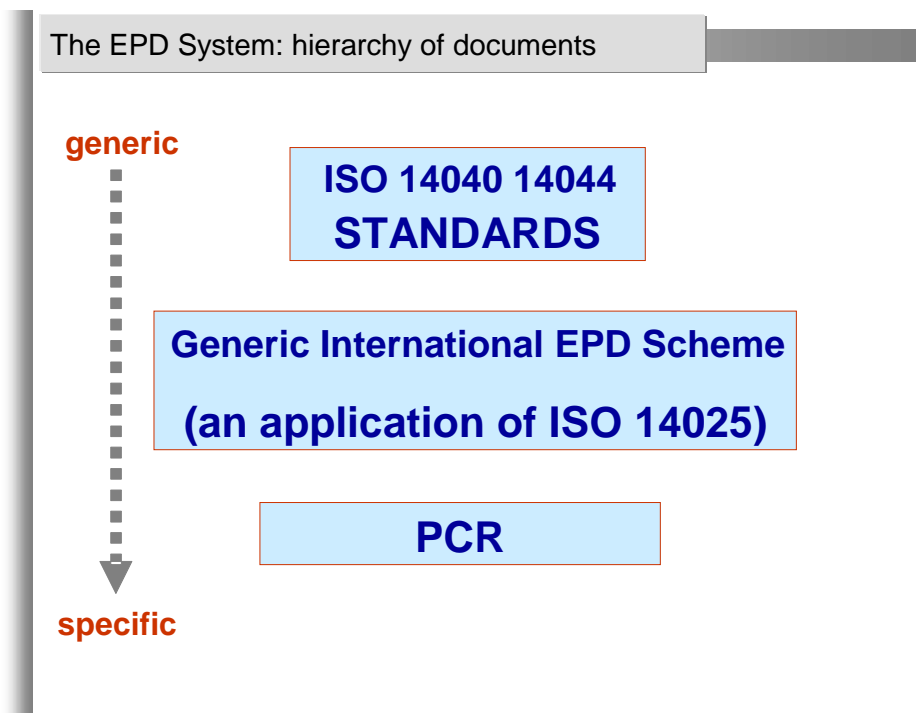 The EPD System: hierarchy of documents
generic
ISO 14040 14044
STANDARDS
Generic International EPD Scheme
(an application of ISO 14025)
PCR
specific